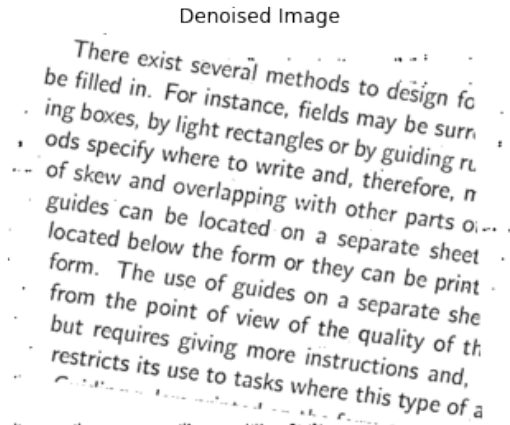 Denoised Image
There exist several methods to design
be filled in. For instance, fields may be
ing boxes, by light rectangles or by guiding
ods specify where to write and, therefore,
of skew and overlapping with other parts
guides can be located on a separate sheet
located below the form or they can be print
form. The use of guides on a separate she
from the point of view of the quality of th
but requires giving more instructions and,
restricts its use to tasks where this type of a